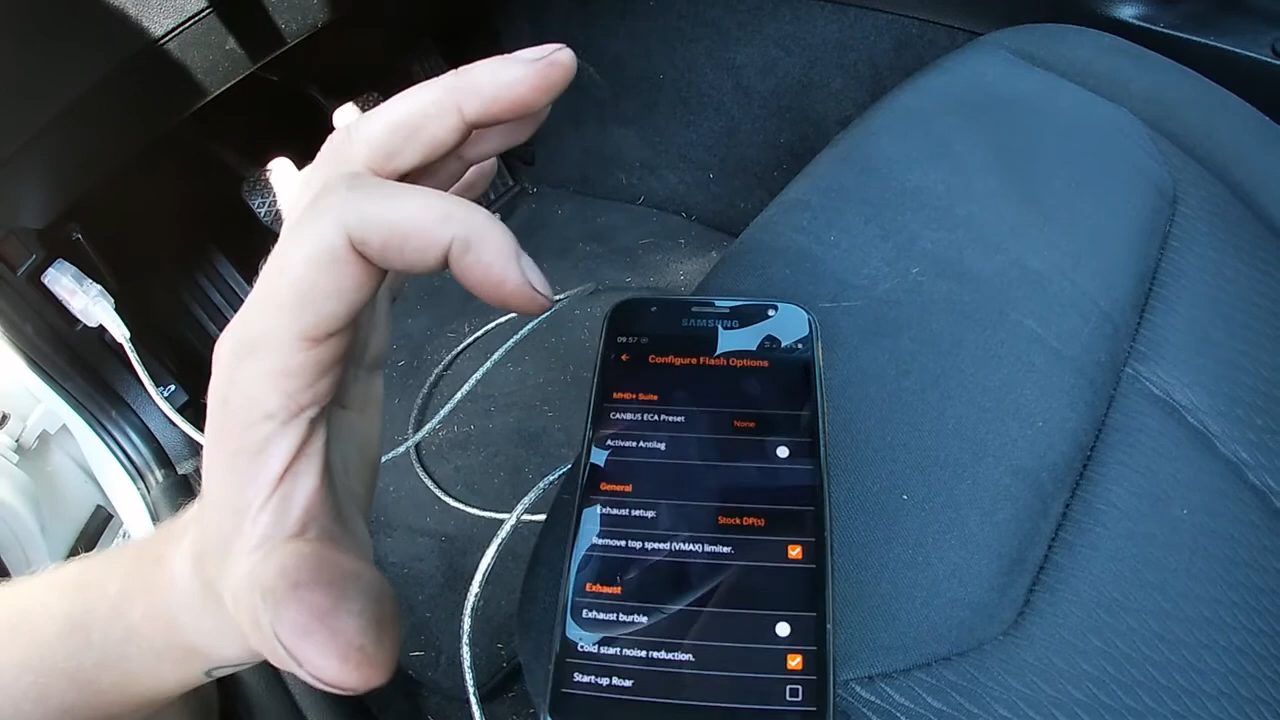 SAMSUNG
09:57
Configure Flash Options
MHD+ Suite
CANBUS ECA Preset None
Activate Antilag
General
Exhaust setup: Stock DP(s)
Remove top speed (VMAX) limiter.
Exhaust
Exhaust burble
Cold start noise reduction.
Start-up Roar